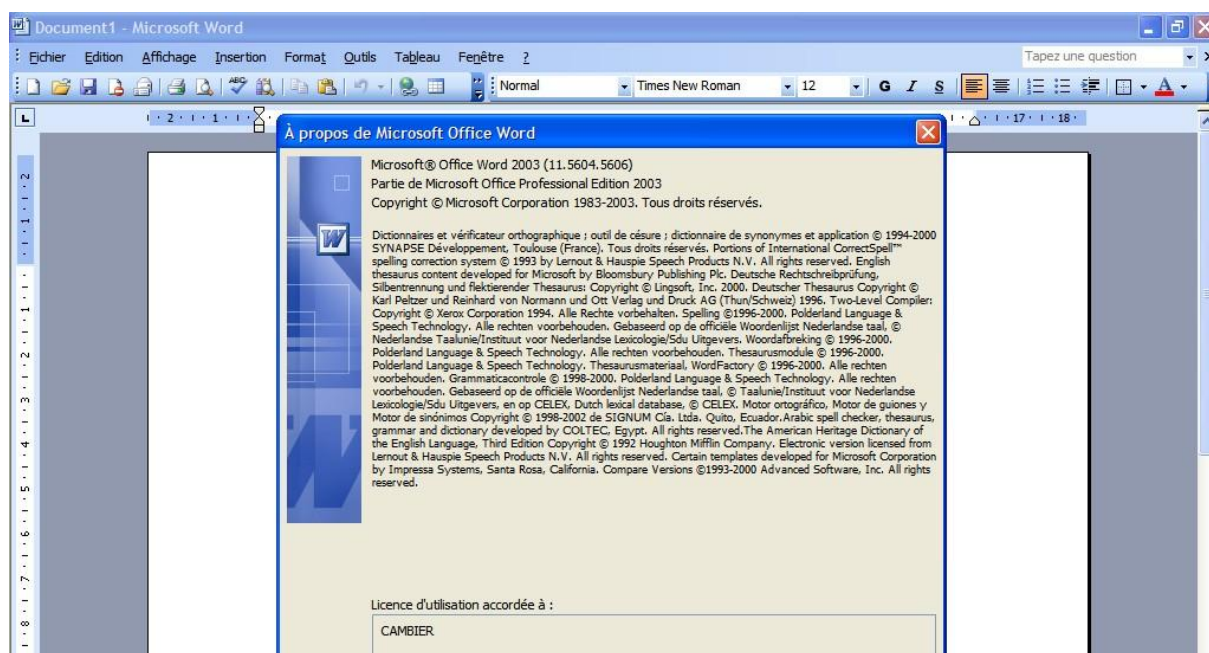 Document1 - Microsoft Word
Fichier Edition Affichage Insertion Format Outils Tableau Fenêtre ? Tapez une question
ABC Normal Times New Roman 12 G I S A
L 2 1 17 18
À propos de Microsoft Office Word
Microsoft® Office Word 2003 (11.5604.5606)
Partie de Microsoft Office Professional Edition 2003
Copyright © Microsoft Corporation 1983-2003. Tous droits réservés.
Dictionnaires et vérificateur orthographique ; outil de césure ; dictionnaire de synonymes et application © 1994-2000
SYNAPSE Développement, Toulouse (France). Tous droits réservés. Portions of International CorrectSpell™
spelling correction system © 1993 by Lernout & Hauspie Speech Products N.V. All rights reserved. English
thesaurus content developed for Microsoft by Bloomsbury Publishing Plc. Deutsche Rechtschreibprüfung,
Silbentrennung und flektierender Thesaurus: Copyright © Lingsoft, Inc. 2000. Deutscher Thesaurus Copyright ©
Karl Peltzer und Reinhard von Normann und Ott Verlag und Druck AG (Thun/Schweiz) 1996. Two-Level Compiler:
Copyright © Xerox Corporation 1994. Alle Rechte vorbehalten. Spelling ©1996-2000. Polderland Language &
Speech Technology. Alle rechten voorbehouden. Gebaseerd op de officiële Woordenlijst Nederlandse taal, ©
Nederlandse Taalunie/Instituut voor Nederlandse Lexicologie/Sdu Uitgevers. Woordafbreking © 1996-2000.
Polderland Language & Speech Technology. Alle rechten voorbehouden. Thesaurusmodule © 1996-2000.
Polderland Language & Speech Technology. Thesaurusmateriaal, WordFactory © 1996-2000. Alle rechten
voorbehouden. Grammaticacontrole © 1998-2000. Polderland Language & Speech Technology. Alle rechten
voorbehouden. Gebaseerd op de officiële Woordenlijst Nederlandse taal, © Taalunie/Instituut voor Nederlandse
Lexicologie/Sdu Uitgevers, en op CELEX, Dutch lexical database, © CELEX. Motor ortográfico, Motor de guiones y
Motor de sinónimos Copyright © 1998-2002 de SIGNUM Cía. Ltda. Quito, Ecuador.Arabic spell checker, thesaurus,
grammar and dictionary developed by COLTEC, Egypt. All rights reserved.The American Heritage Dictionary of
the English Language, Third Edition Copyright © 1992 Houghton Mifflin Company. Electronic version licensed from
Lernout & Hauspie Speech Products N.V. All rights reserved. Certain templates developed for Microsoft Corporation
by Impressa Systems, Santa Rosa, California. Compare Versions ©1993-2000 Advanced Software, Inc. All rights
reserved.
W
2
1
1
2
3
4
5
6
7
8
Licence d'utilisation accordée à :
CAMBIER